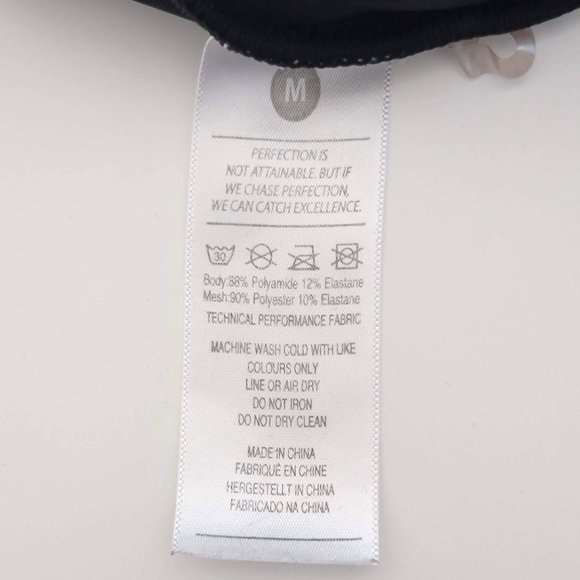 M
PERFECTION IS
NOT ATTAINABLE. BUT IF
WE CHASE PERFECTION,
WE CAN CATCH EXCELLENCE.
30
Body:88% Polyamide 12% Elastane
Mesh:90% Polyester 10% Elastane
TECHNICAL PERFORMANCE FABRIC
MACHINE WASH COLD WITH LIKE
COLOURS ONLY
LINE OR AIR DRY
DO NOT IRON
DO NOT DRY CLEAN
MADE IN CHINA
FABRIQUÉ EN CHINE
HERGESTELLT IN CHINA
FABRICADO NA CHINA